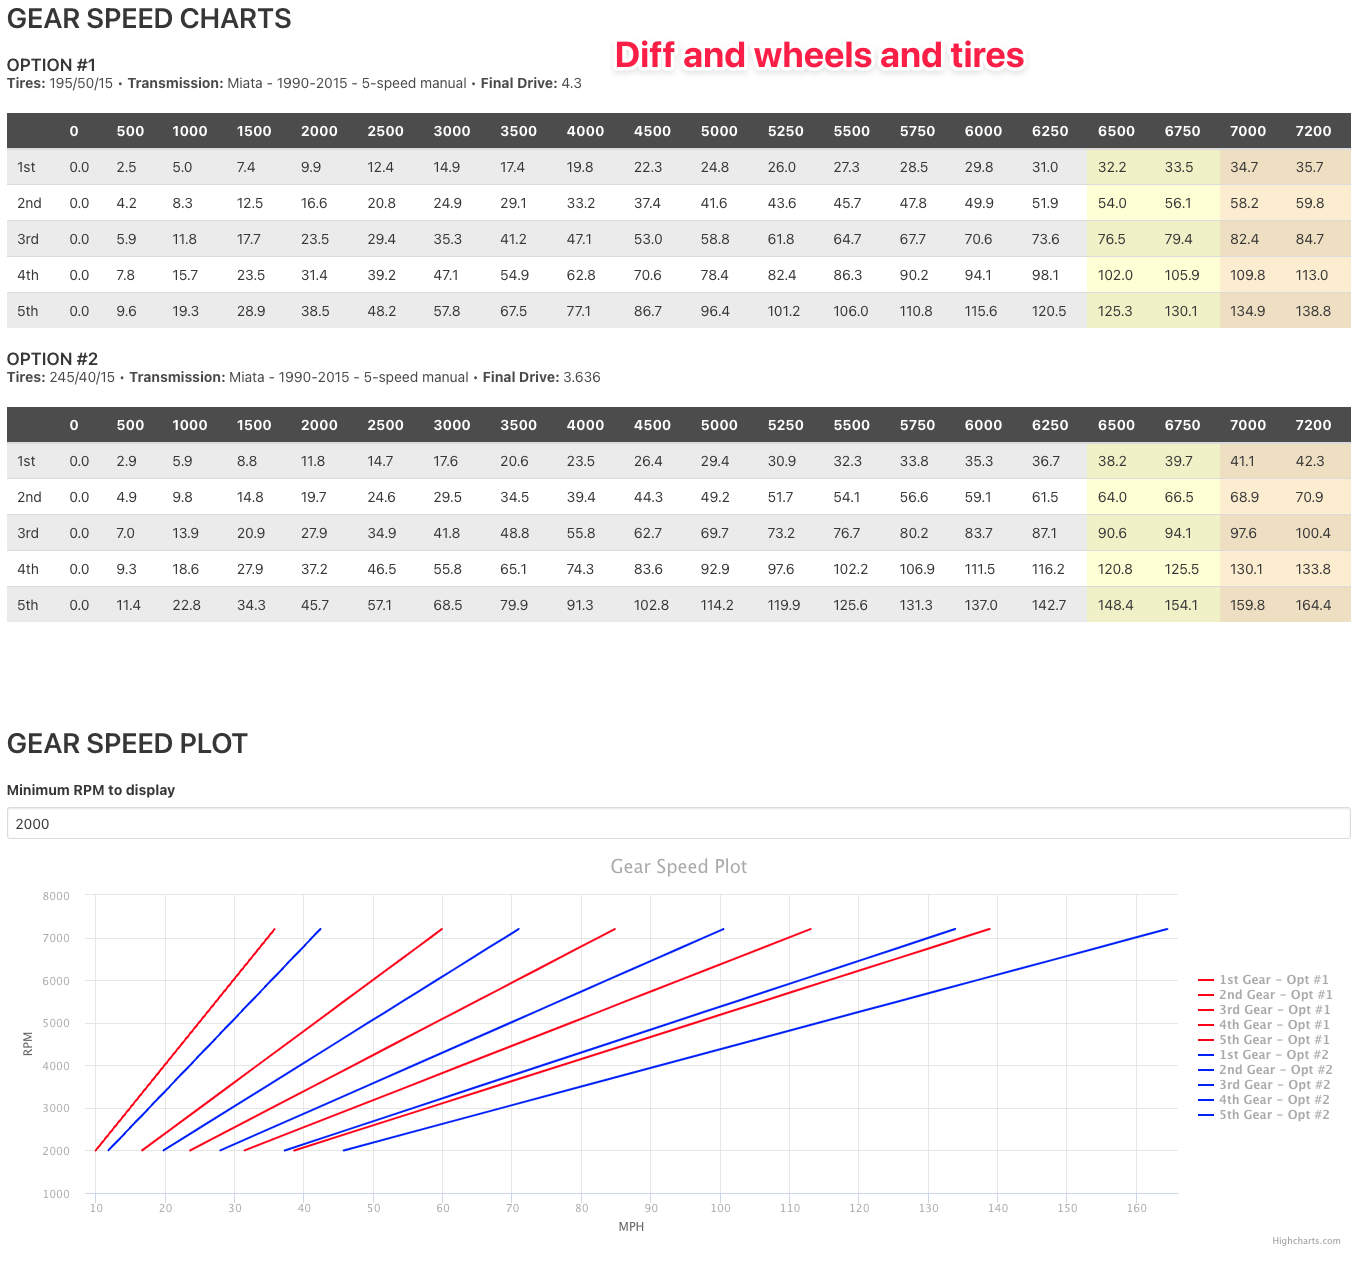 GEAR SPEED CHARTS
Diff and wheels and tires
OPTION #1
Tires: 195/50/15 • Transmission: Miata - 1990-2015 - 5-speed manual • Final Drive: 4.3
0 500 1000 1500 2000 2500 3000 3500 4000 4500 5000 5250 5500 5750 6000 6250 6500 6750 7000 7200
1st 0.0 2.5 5.0 7.4 9.9 12.4 14.9 17.4 19.8 22.3 24.8 26.0 27.3 28.5 29.8 31.0 32.2 33.5 34.7 35.7
2nd 0.0 4.2 8.3 12.5 16.6 20.8 24.9 29.1 33.2 37.4 41.6 43.6 45.7 47.8 49.9 51.9 54.0 56.1 58.2 59.8
3rd 0.0 5.9 11.8 17.7 23.5 29.4 35.3 41.2 47.1 53.0 58.8 61.8 64.7 67.7 70.6 73.6 76.5 79.4 82.4 84.7
4th 0.0 7.8 15.7 23.5 31.4 39.2 47.1 54.9 62.8 70.6 78.4 82.4 86.3 90.2 94.1 98.1 102.0 105.9 109.8 113.0
5th 0.0 9.6 19.3 28.9 38.5 48.2 57.8 67.5 77.1 86.7 96.4 101.2 106.0 110.8 115.6 120.5 125.3 130.1 134.9 138.8
OPTION #2
Tires: 245/40/15 • Transmission: Miata - 1990-2015 - 5-speed manual • Final Drive: 3.636
0 500 1000 1500 2000 2500 3000 3500 4000 4500 5000 5250 5500 5750 6000 6250 6500 6750 7000 7200
1st 0.0 2.9 5.9 8.8 11.8 14.7 17.6 20.6 23.5 26.4 29.4 30.9 32.3 33.8 35.3 36.7 38.2 39.7 41.1 42.3
2nd 0.0 4.9 9.8 14.8 19.7 24.6 29.5 34.5 39.4 44.3 49.2 51.7 54.1 56.6 59.1 61.5 64.0 66.5 68.9 70.9
3rd 0.0 7.0 13.9 20.9 27.9 34.9 41.8 48.8 55.8 62.7 69.7 73.2 76.7 80.2 83.7 87.1 90.6 94.1 97.6 100.4
4th 0.0 9.3 18.6 27.9 37.2 46.5 55.8 65.1 74.3 83.6 92.9 97.6 102.2 106.9 111.5 116.2 120.8 125.5 130.1 133.8
5th 0.0 11.4 22.8 34.3 45.7 57.1 68.5 79.9 91.3 102.8 114.2 119.9 125.6 131.3 137.0 142.7 148.4 154.1 159.8 164.4
GEAR SPEED PLOT
Minimum RPM to display
2000
Gear Speed Plot
8000
7000
6000
5000
4000
3000
2000
1000
RPM
10 20 30 40 50 60 70 80 90 100 110 120 130 140 150 160
MPH
1st Gear - Opt #1
2nd Gear - Opt #1
3rd Gear - Opt #1
4th Gear - Opt #1
5th Gear - Opt #1
1st Gear - Opt #2
2nd Gear - Opt #2
3rd Gear - Opt #2
4th Gear - Opt #2
5th Gear - Opt #2
Highcharts.com